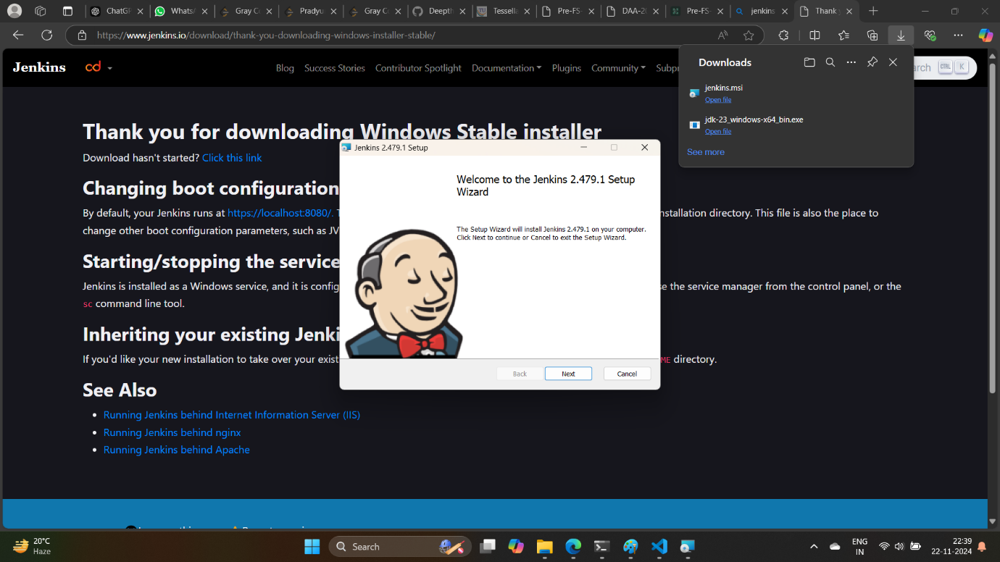 ChatGP
WhatsA
Gray Co
Pradyu
Gray Co
Deepth
Tessella
Pre-FS-
DAA-20
Pre-FS-
jenkins
Thank y
https://www.jenkins.io/download/thank-you-downloading-windows-installer-stable/
Jenkins
cd
Blog
Success Stories
Contributor Spotlight
Documentation
Plugins
Community
Subp
arch
CTRL
K
Downloads
jenkins.msi
Open file
jdk-23_windows-x64_bin.exe
Open file
See more
Thank you for downloading Windows Stable installer
Download hasn't started? Click this link
Changing boot configuration
By default, your Jenkins runs at https://localhost:8080/. T
nstallation directory. This file is also the place to
change other boot configuration parameters, such as JV
Starting/stopping the service
Jenkins is installed as a Windows service, and it is config
se the service manager from the control panel, or the
sc command line tool.
Inheriting your existing Jenki
If you'd like your new installation to take over your exist
ME directory.
See Also
Running Jenkins behind Internet Information Server (IIS)
Running Jenkins behind nginx
Running Jenkins behind Apache
Jenkins 2.479.1 Setup
Welcome to the Jenkins 2.479.1 Setup
Wizard
The Setup Wizard will install Jenkins 2.479.1 on your computer.
Click Next to continue or Cancel to exit the Setup Wizard.
Back
Next
Cancel
20°C
Haze
Search
ENG
IN
22:39
22-11-2024